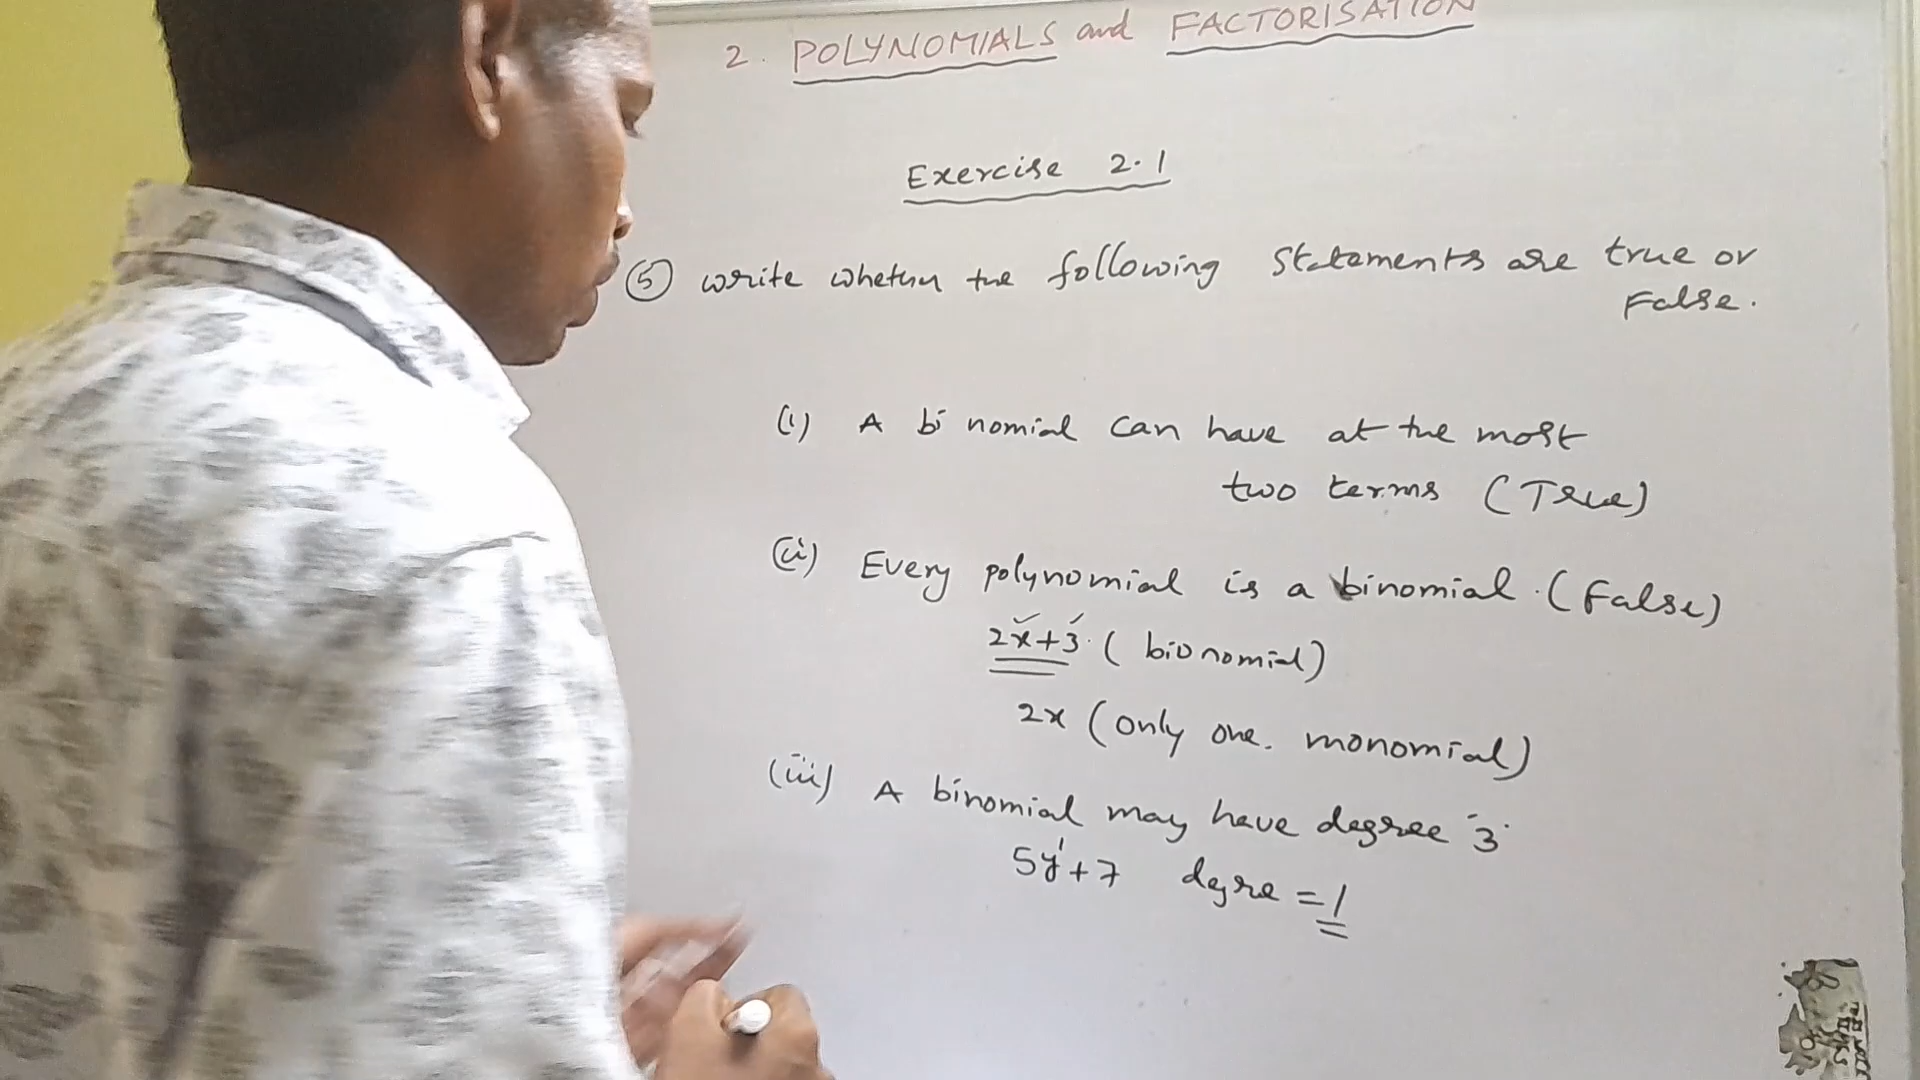 2. POLYNOMIALS and FACTORISATION
Exercise 2.1
(5) write whether the following statements are true or
False.
(i) A binomial can have at the most
two terms (True)
(ii) Every polynomial is a binomial. (False)
2x+3. (bionomial)
2x (only one. monomial)
(iii) A binomial may have degree '3'
5y¹+7 degre = 1